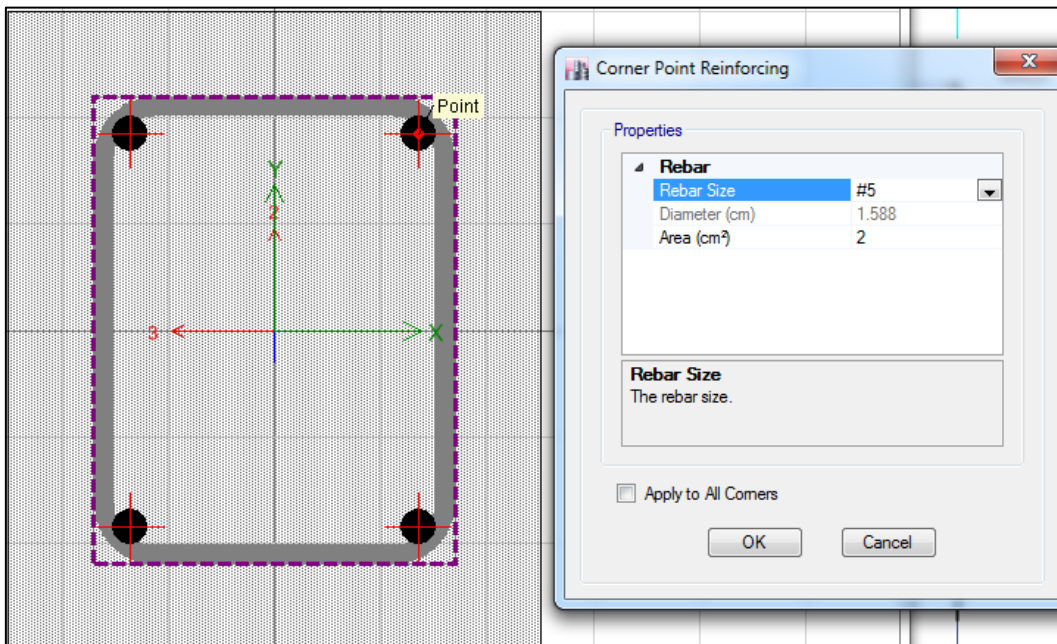 Point
Y
2
3
X
Corner Point Reinforcing
Properties
Rebar
Rebar Size #5
Diameter (cm) 1.588
Area (cm²) 2
Rebar Size
The rebar size.
Apply to All Corners
OK Cancel